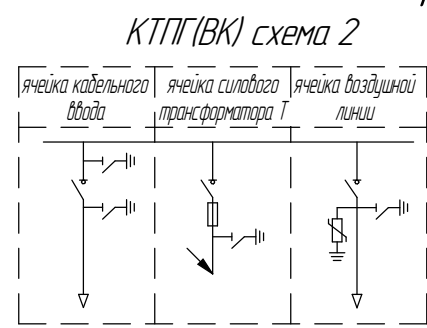 КТПГ(ВК) схема 2
ячейка кабельного ввода
ячейка силового трансформатора Т
ячейка воздушной линии